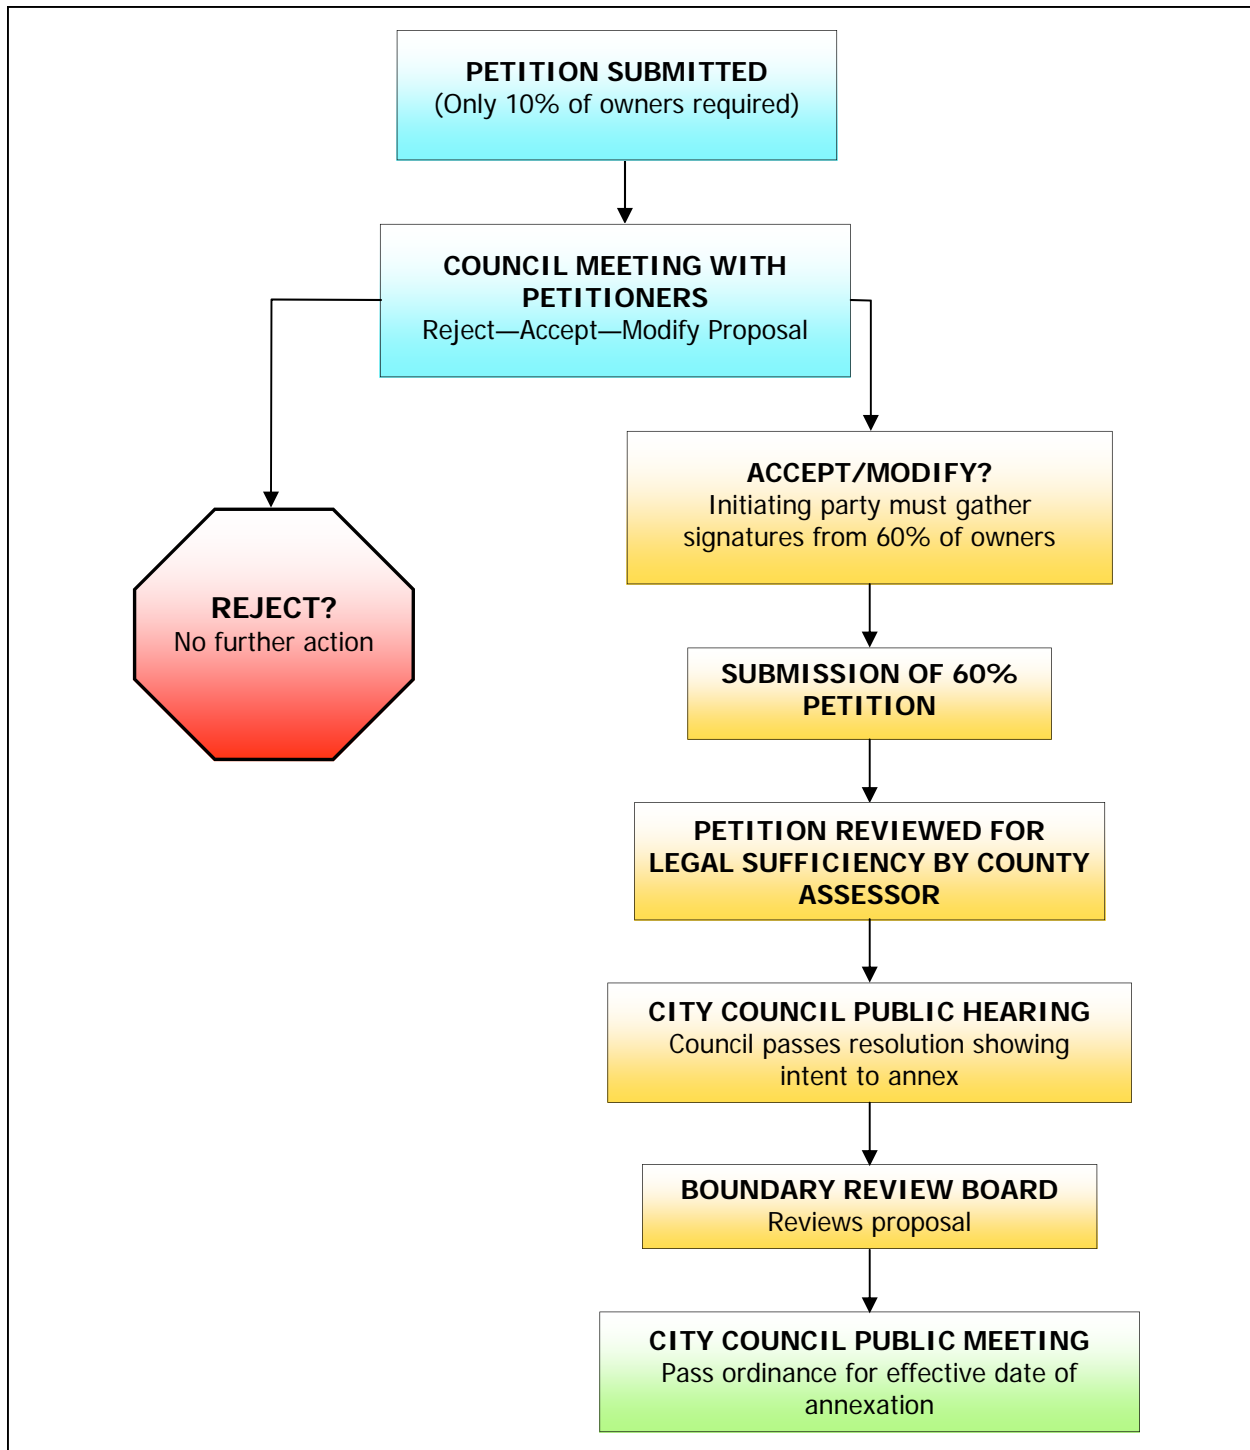 PETITION SUBMITTED
(Only 10% of owners required)
COUNCIL MEETING WITH
PETITIONERS
Reject—Accept—Modify Proposal
ACCEPT/MODIFY?
Initiating party must gather
signatures from 60% of owners
REJECT?
No further action
SUBMISSION OF 60%
PETITION
PETITION REVIEWED FOR
LEGAL SUFFICIENCY BY COUNTY
ASSESSOR
CITY COUNCIL PUBLIC HEARING
Council passes resolution showing
intent to annex
BOUNDARY REVIEW BOARD
Reviews proposal
CITY COUNCIL PUBLIC MEETING
Pass ordinance for effective date of
annexation